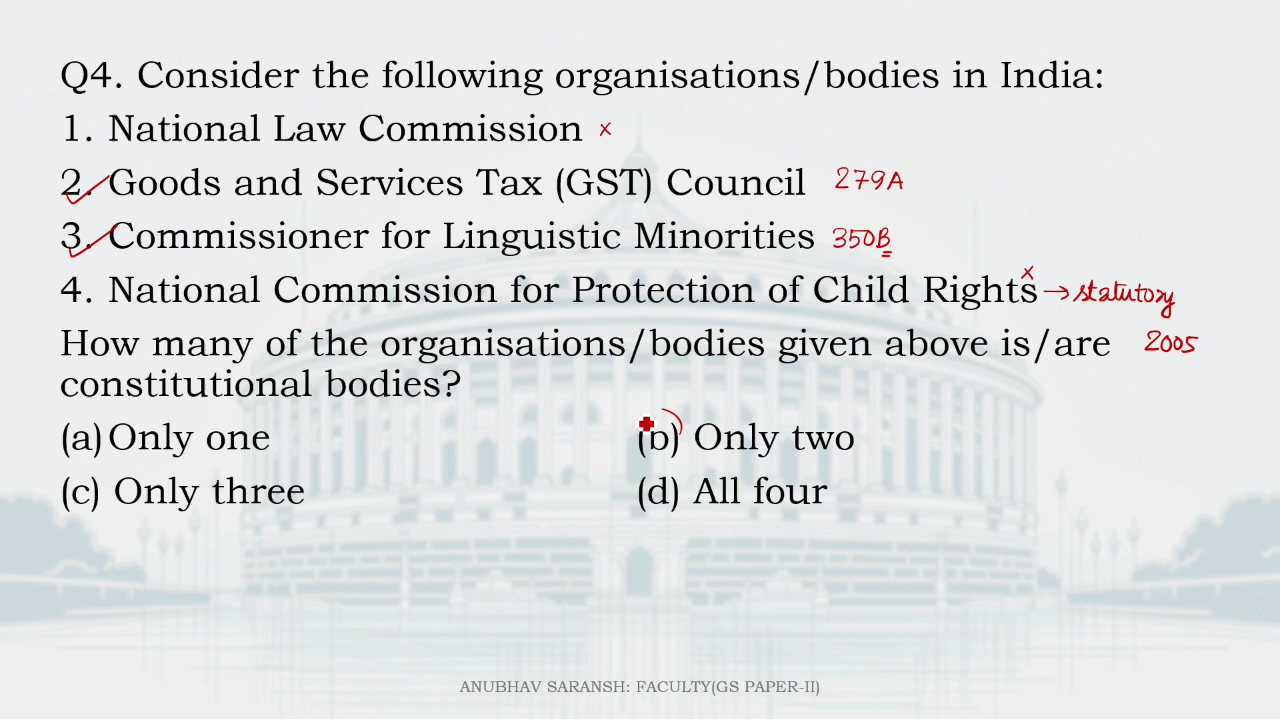 Q4. Consider the following organisations/bodies in India:
1. National Law Commission x
2. Goods and Services Tax (GST) Council 279A
3. Commissioner for Linguistic Minorities 350B
4. National Commission for Protection of Child Rights x → statutory
How many of the organisations/bodies given above is/are 2005
constitutional bodies?
(a) Only one (b) Only two
(c) Only three (d) All four
ANUBHAV SARANSH: FACULTY(GS PAPER-II)